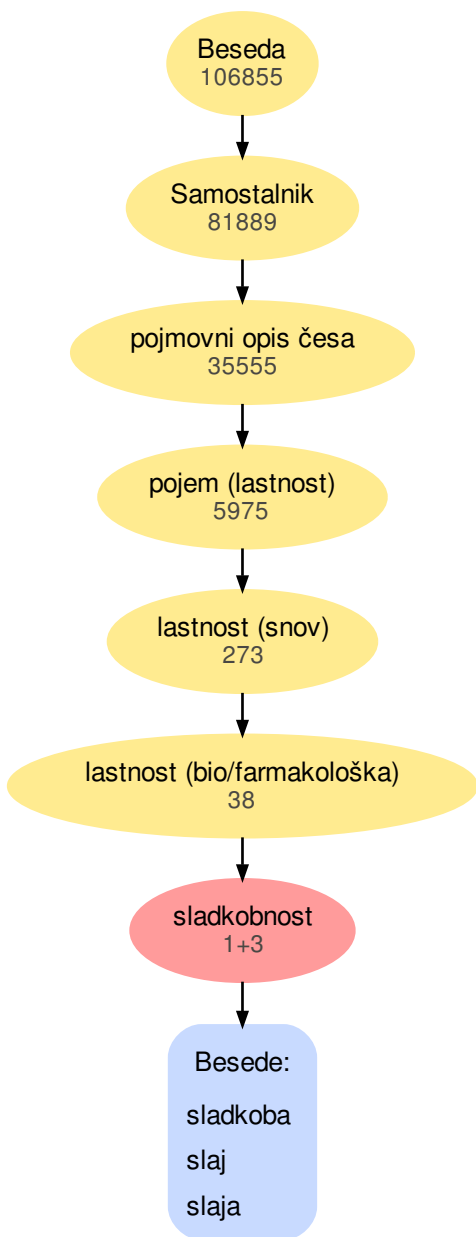 Beseda
106855
Samostalnik
81889
pojmovni opis česa
35555
pojem (lastnost)
5975
lastnost (snov)
273
lastnost (bio/farmakološka)
38
sladkobnost
1+3
Besede:
sladkoba
slaj
slaja